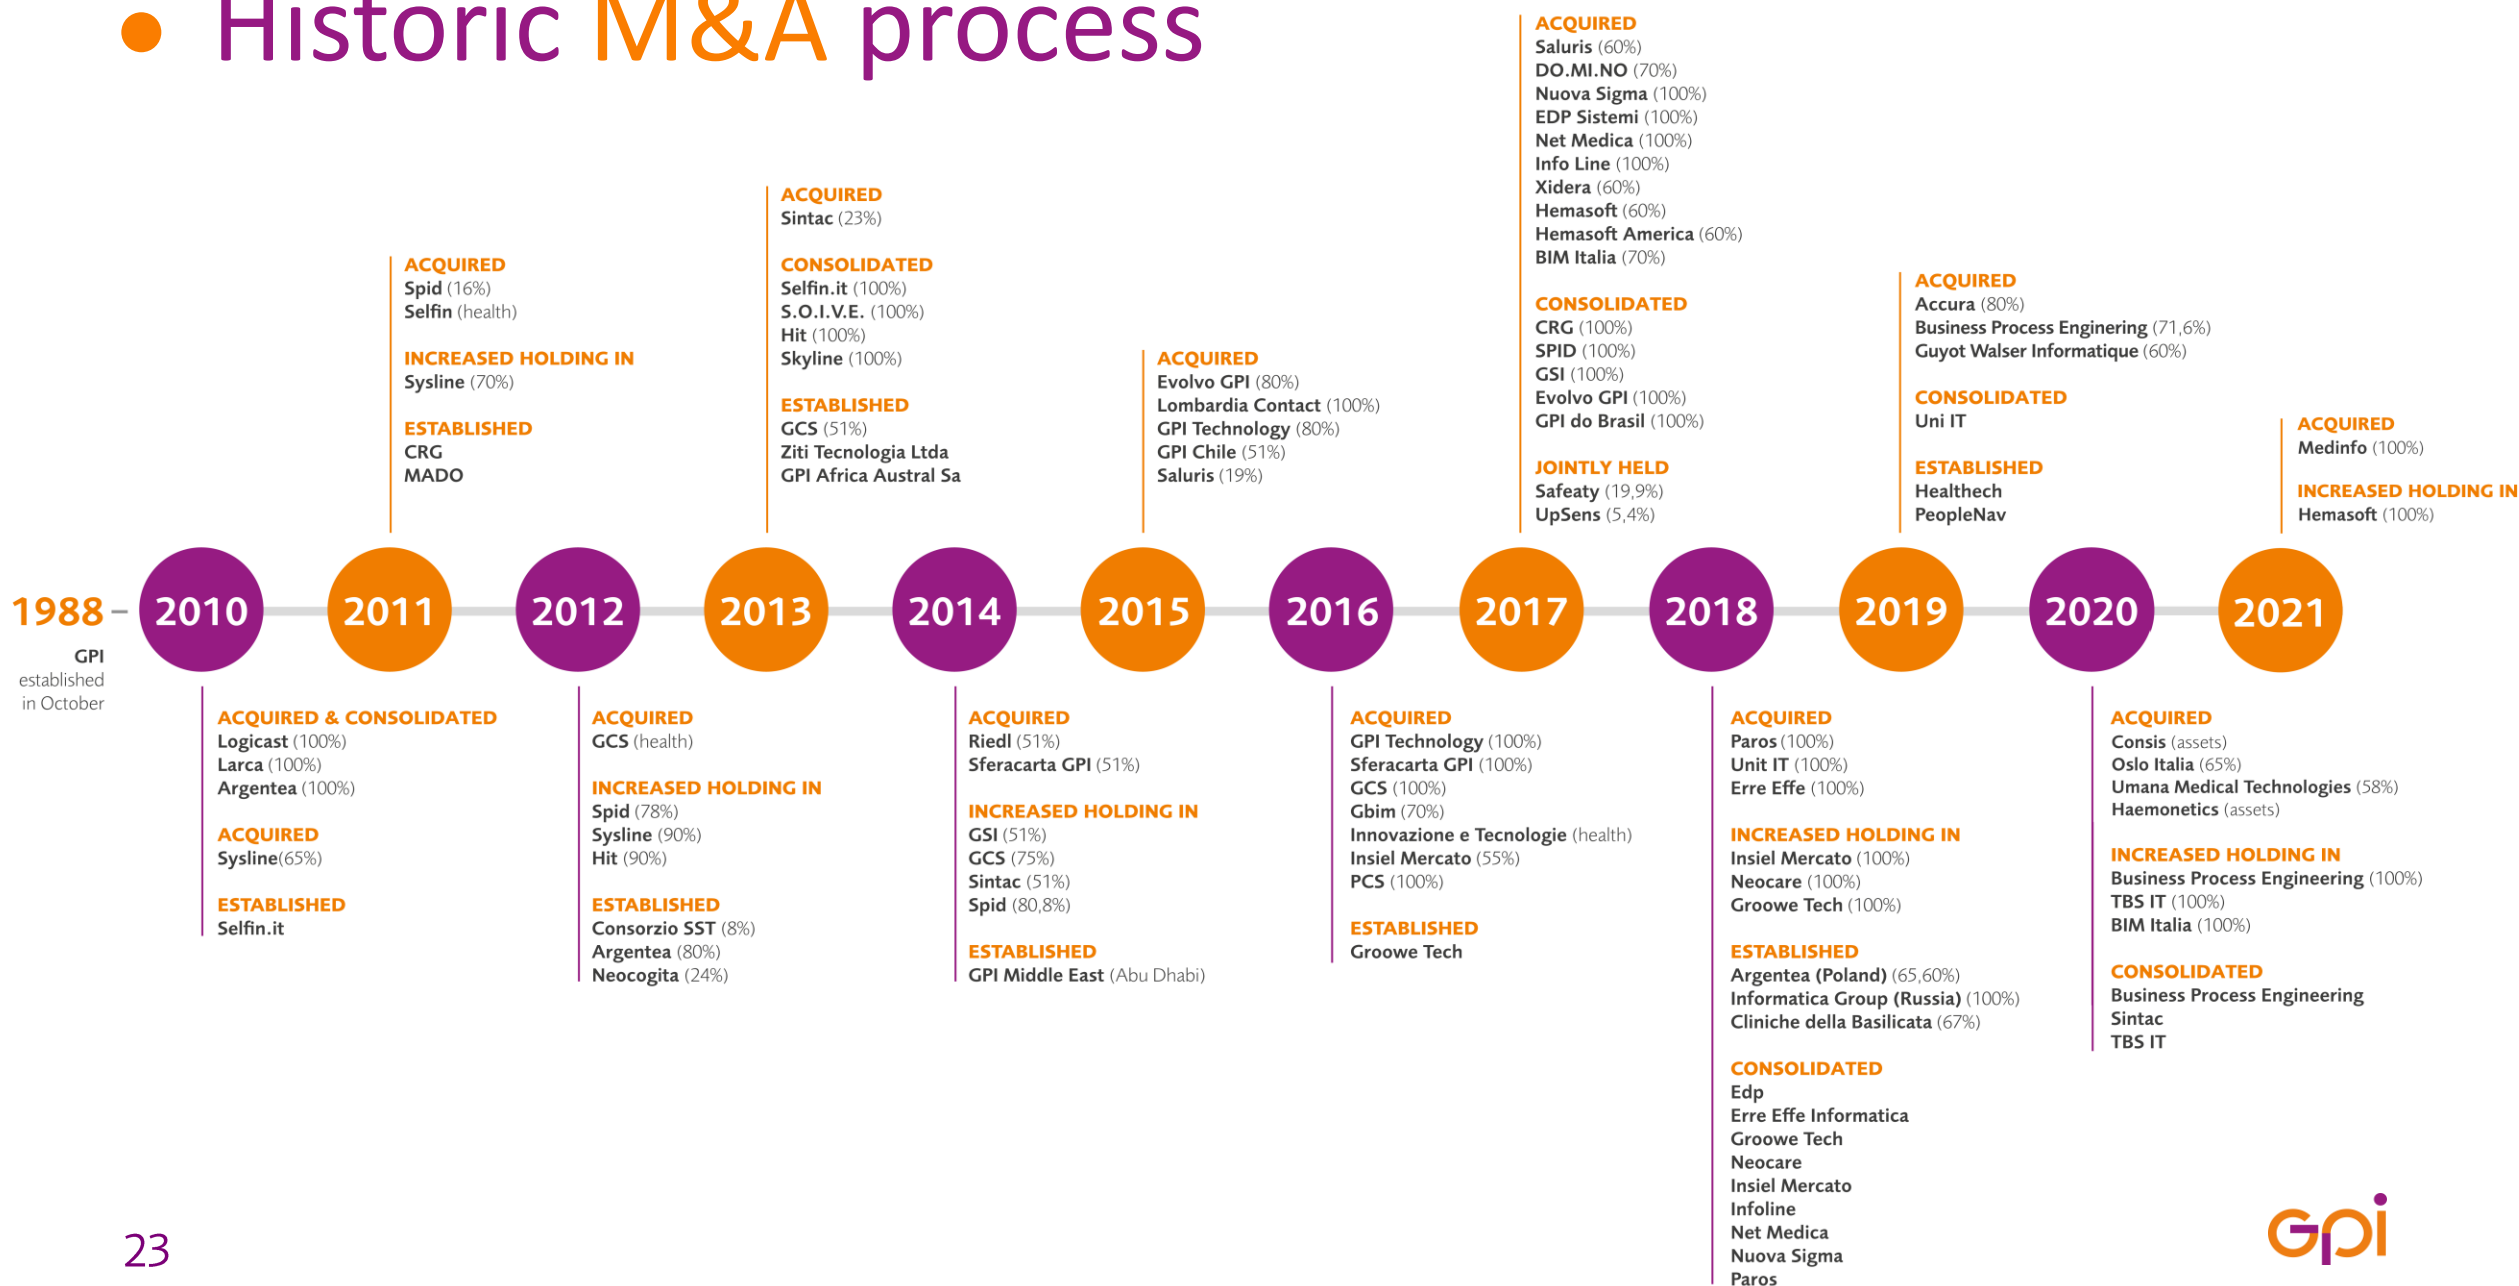 • Historic M&A process
1988
GPI
established
in October
2010
ACQUIRED & CONSOLIDATED
Logicast (100%)
Larca (100%)
Argentea (100%)
ACQUIRED
Sysline(65%)
ESTABLISHED
Selfin.it
2011
ACQUIRED
Spid (16%)
Selfin (health)
INCREASED HOLDING IN
Sysline (70%)
ESTABLISHED
CRG
MADO
2012
ACQUIRED
GCS (health)
INCREASED HOLDING IN
Spid (78%)
Sysline (90%)
Hit (90%)
ESTABLISHED
Consorzio SST (8%)
Argentea (80%)
Neocogita (24%)
2013
ACQUIRED
Sintac (23%)
CONSOLIDATED
Selfin.it (100%)
S.O.I.V.E. (100%)
Hit (100%)
Skyline (100%)
ESTABLISHED
GCS (51%)
Ziti Tecnologia Ltda
GPI Africa Austral Sa
2014
ACQUIRED
Riedl (51%)
Sferacarta GPI (51%)
INCREASED HOLDING IN
GSI (51%)
GCS (75%)
Sintac (51%)
Spid (80,8%)
ESTABLISHED
GPI Middle East (Abu Dhabi)
2015
ACQUIRED
Evolvo GPI (80%)
Lombardia Contact (100%)
GPI Technology (80%)
GPI Chile (51%)
Saluris (19%)
2016
ACQUIRED
GPI Technology (100%)
Sferacarta GPI (100%)
GCS (100%)
Gbim (70%)
Innovazione e Tecnologie (health)
Insiel Mercato (55%)
PCS (100%)
ESTABLISHED
Groowe Tech
2017
ACQUIRED
Saluris (60%)
DO.MI.NO (70%)
Nuova Sigma (100%)
EDP Sistemi (100%)
Net Medica (100%)
Info Line (100%)
Xidera (60%)
Hemasoft (60%)
Hemasoft America (60%)
BIM Italia (70%)
CONSOLIDATED
CRG (100%)
SPID (100%)
GSI (100%)
Evolvo GPI (100%)
GPI do Brasil (100%)
JOINTLY HELD
Safeaty (19,9%)
UpSens (5,4%)
2018
ACQUIRED
Paros (100%)
Unit IT (100%)
Erre Effe (100%)
INCREASED HOLDING IN
Insiel Mercato (100%)
Neocare (100%)
Groowe Tech (100%)
ESTABLISHED
Argentea (Poland) (65,60%)
Informatica Group (Russia) (100%)
Cliniche della Basilicata (67%)
CONSOLIDATED
Edp
Erre Effe Informatica
Groowe Tech
Neocare
Insiel Mercato
Infoline
Net Medica
Nuova Sigma
Paros
2019
ACQUIRED
Accura (80%)
Business Process Enginering (71,6%)
Guyot Walser Informatique (60%)
CONSOLIDATED
Uni IT
ESTABLISHED
Healthech
PeopleNav
2020
ACQUIRED
Consis (assets)
Oslo Italia (65%)
Umana Medical Technologies (58%)
Haemonetics (assets)
INCREASED HOLDING IN
Business Process Engineering (100%)
TBS IT (100%)
BIM Italia (100%)
CONSOLIDATED
Business Process Engineering
Sintac
TBS IT
2021
ACQUIRED
Medinfo (100%)
INCREASED HOLDING IN
Hemasoft (100%)
23
Gpi